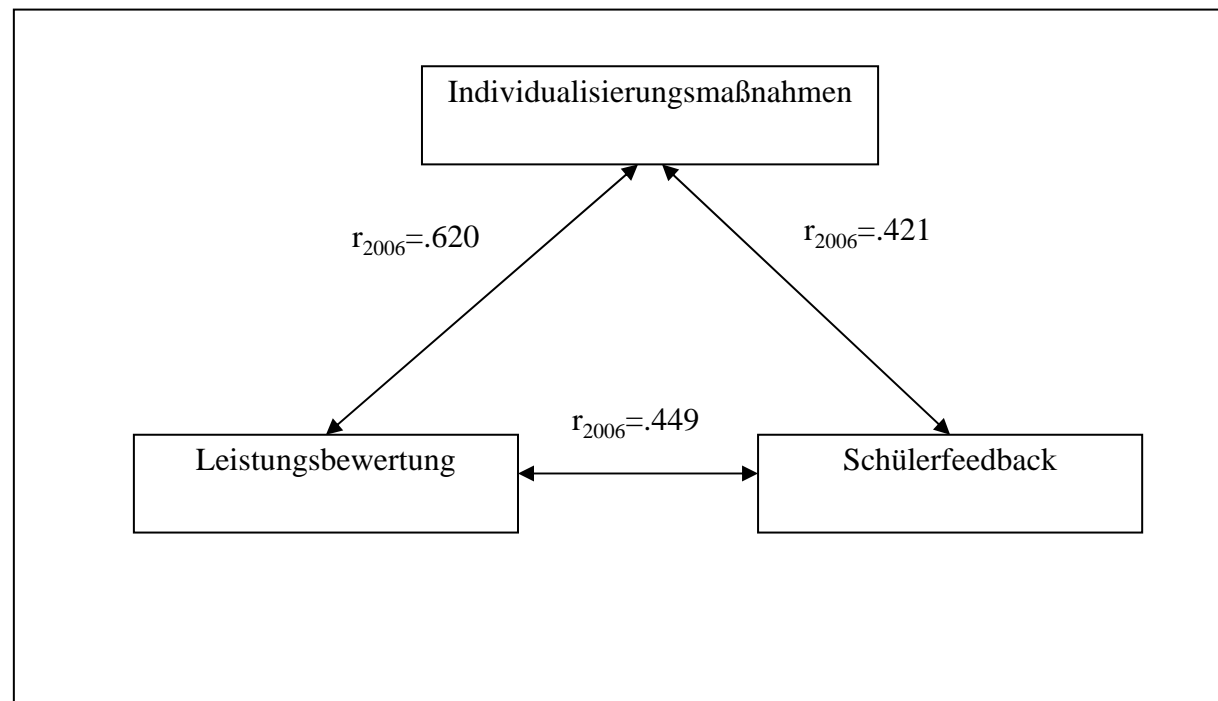 Individualisierungsmaßnahmen
r₂₀₀₆=.620
r₂₀₀₆=.421
r₂₀₀₆=.449
Leistungsbewertung
Schülerfeedback